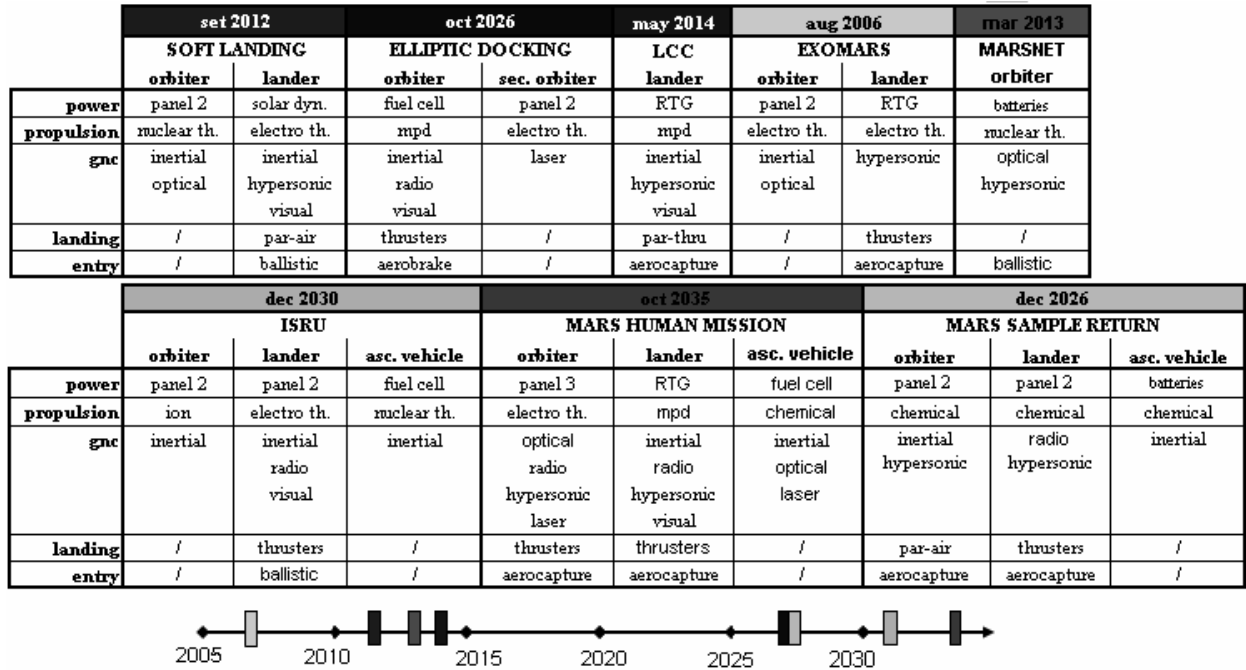 set 2012 oct 2026 may 2014 aug 2006 mar 2013
SOFT LANDING ELLIPTIC DOCKING LCC EXOMARS MARSNET
orbiter lander orbiter sec. orbiter lander orbiter lander orbiter
power panel 2 solar dyn. fuel cell panel 2 RTG panel 2 RTG batteries
propulsion nuclear th. electro th. mpd electro th. mpd electro th. electro th. nuclear th.
gnc inertial inertial inertial laser inertial inertial hypersonic optical
optical hypersonic radio hypersonic optical hypersonic
visual visual visual
landing / par-air thrusters / par-thru / thrusters /
entry / ballistic aerobrake / aerocapture / aerocapture ballistic
dec 2030 oct 2035 dec 2026
ISRU MARS HUMAN MISSION MARS SAMPLE RETURN
orbiter lander asc. vehicle orbiter lander asc. vehicle orbiter lander asc. vehicle
power panel 2 panel 2 fuel cell panel 3 RTG fuel cell panel 2 panel 2 batteries
propulsion ion electro th. nuclear th. electro th. mpd chemical chemical chemical chemical
gnc inertial inertial inertial optical inertial inertial inertial radio inertial
radio radio radio optical hypersonic hypersonic
visual hypersonic hypersonic laser
laser visual
landing / thrusters / thrusters thrusters / par-air thrusters /
entry / ballistic / aerocapture aerocapture / aerocapture aerocapture /
2005 2010 2015 2020 2025 2030